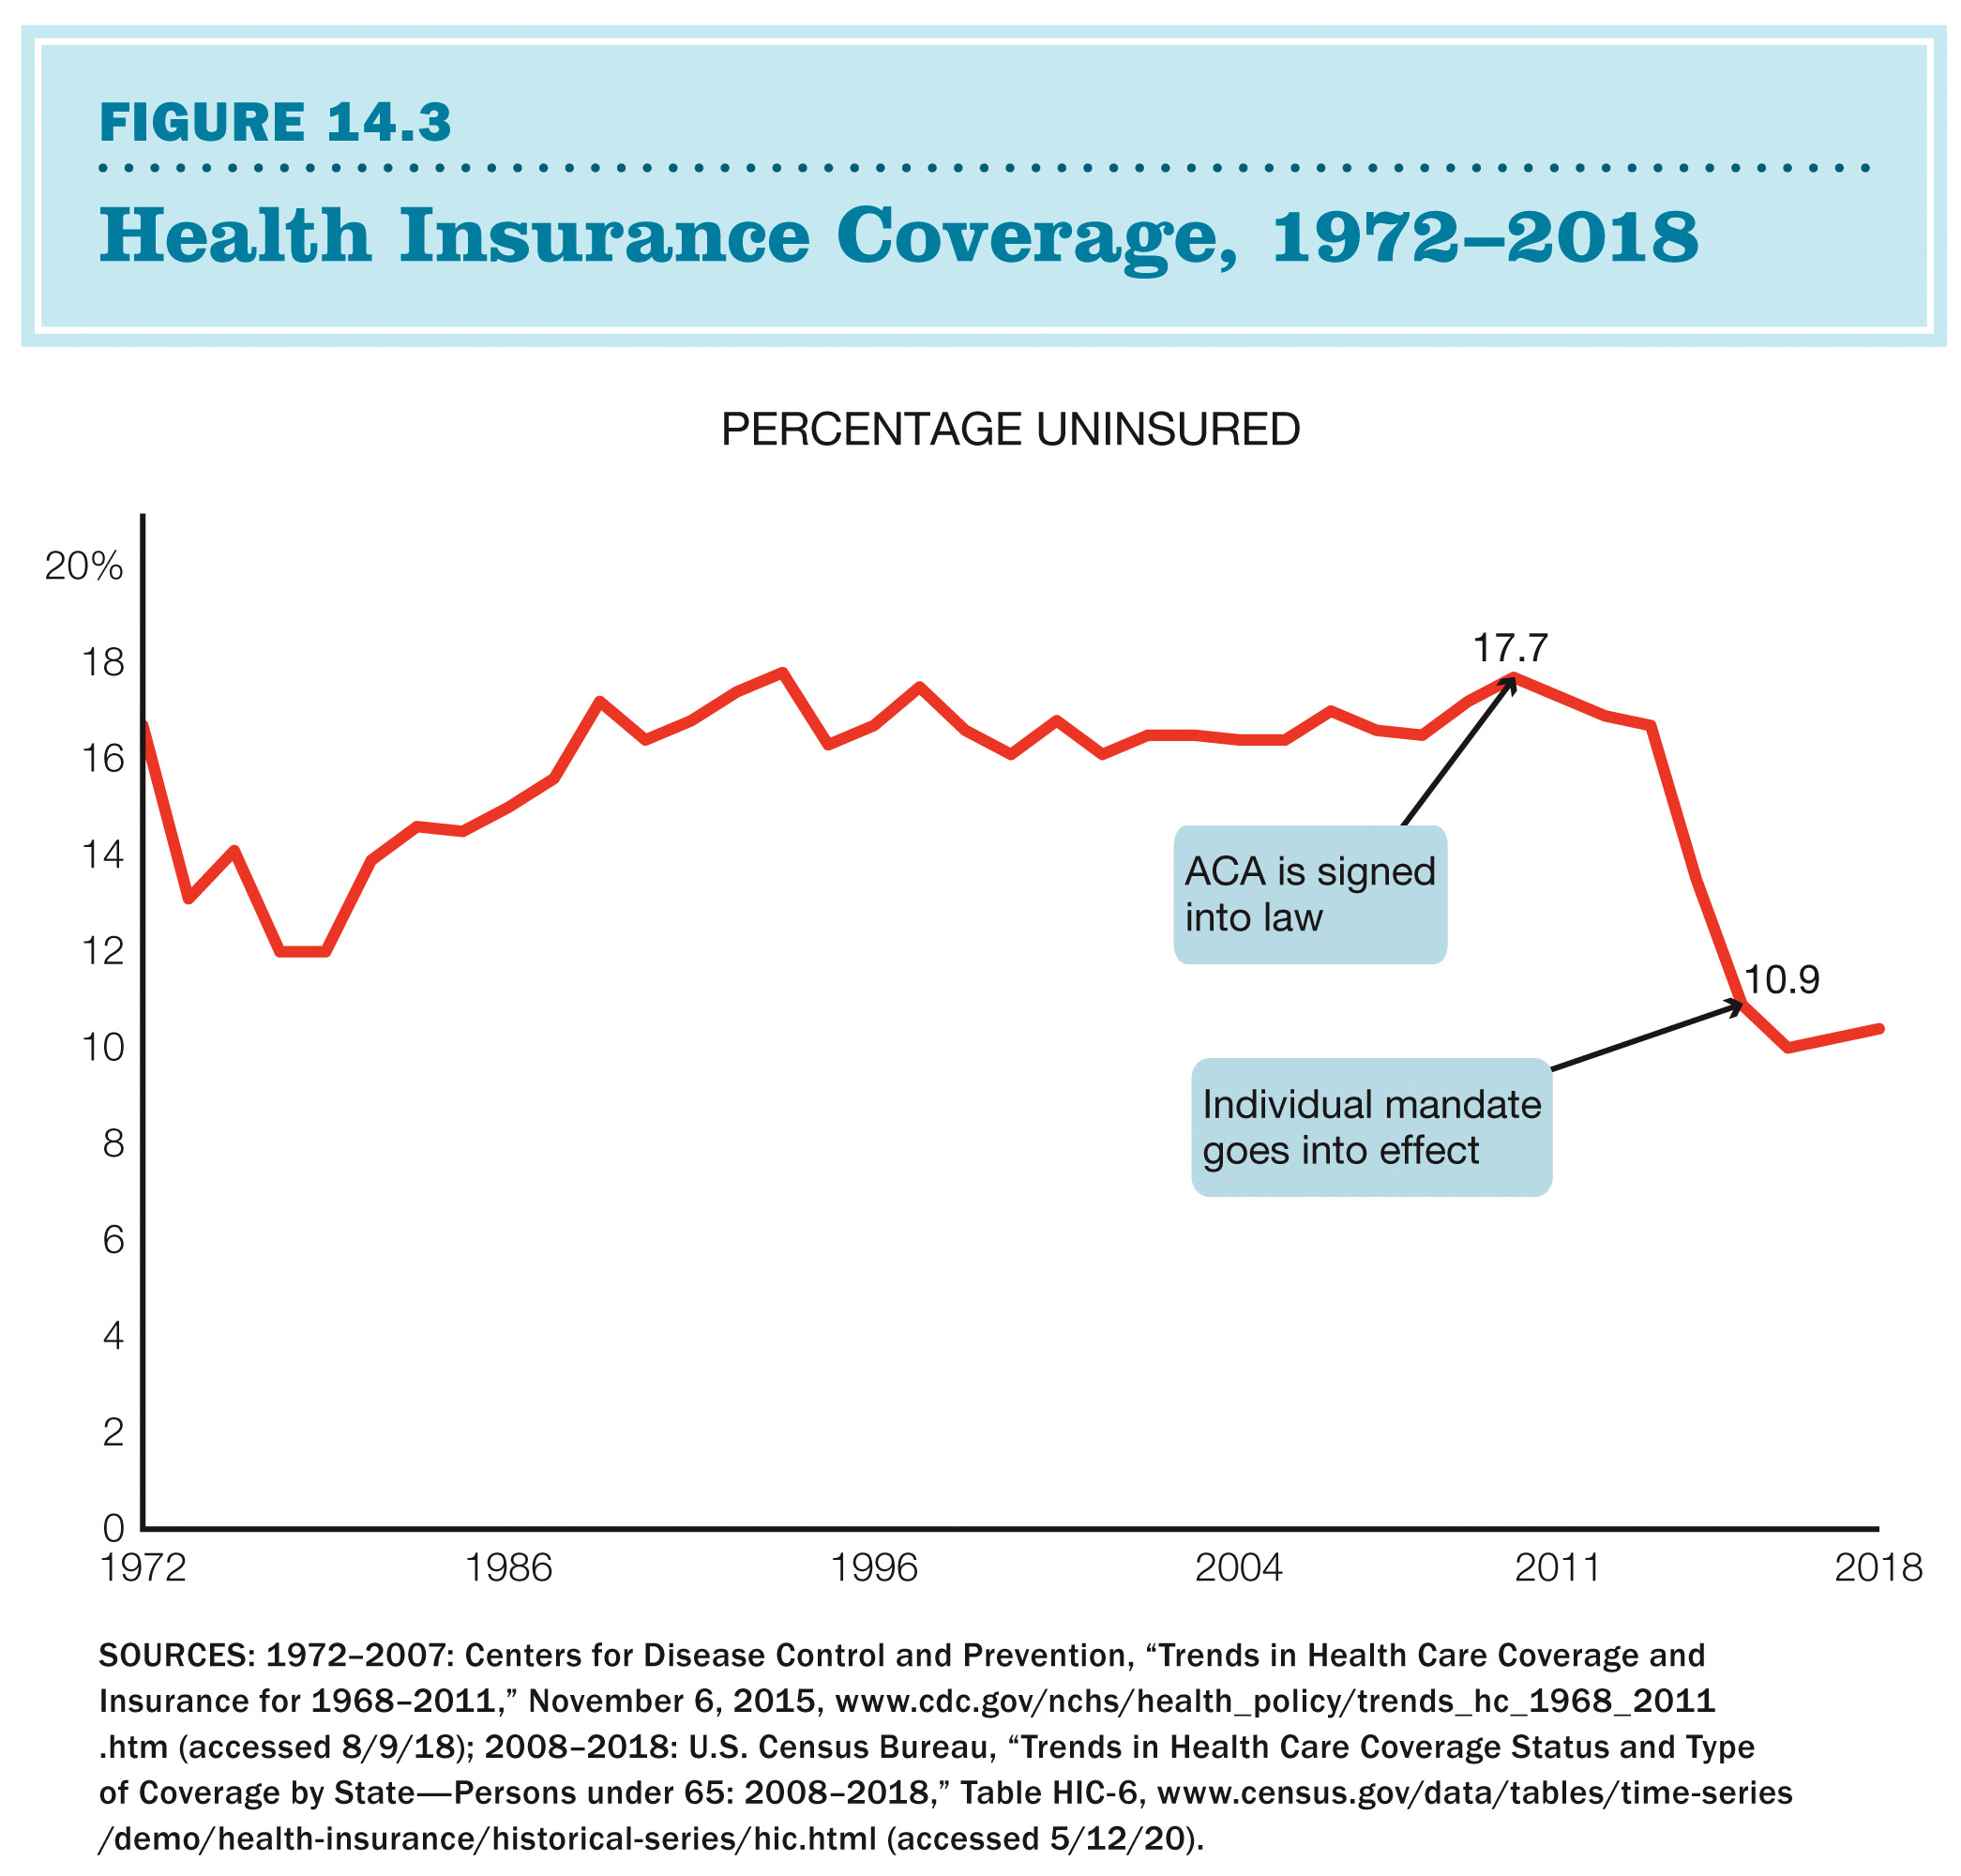 FIGURE 14.3
Health Insurance Coverage, 1972–2018
PERCENTAGE UNINSURED
20%
18
16
14
12
10
8
6
4
2
0
17.7
ACA is signed
into law
10.9
Individual mandate
goes into effect
1972 1986 1996 2004 2011 2018
SOURCES: 1972–2007: Centers for Disease Control and Prevention, “Trends in Health Care Coverage and
Insurance for 1968–2011,” November 6, 2015, www.cdc.gov/nchs/health_policy/trends_hc_1968_2011
.htm (accessed 8/9/18); 2008–2018: U.S. Census Bureau, “Trends in Health Care Coverage Status and Type
of Coverage by State—Persons under 65: 2008–2018,” Table HIC-6, www.census.gov/data/tables/time-series
/demo/health-insurance/historical-series/hic.html (accessed 5/12/20).